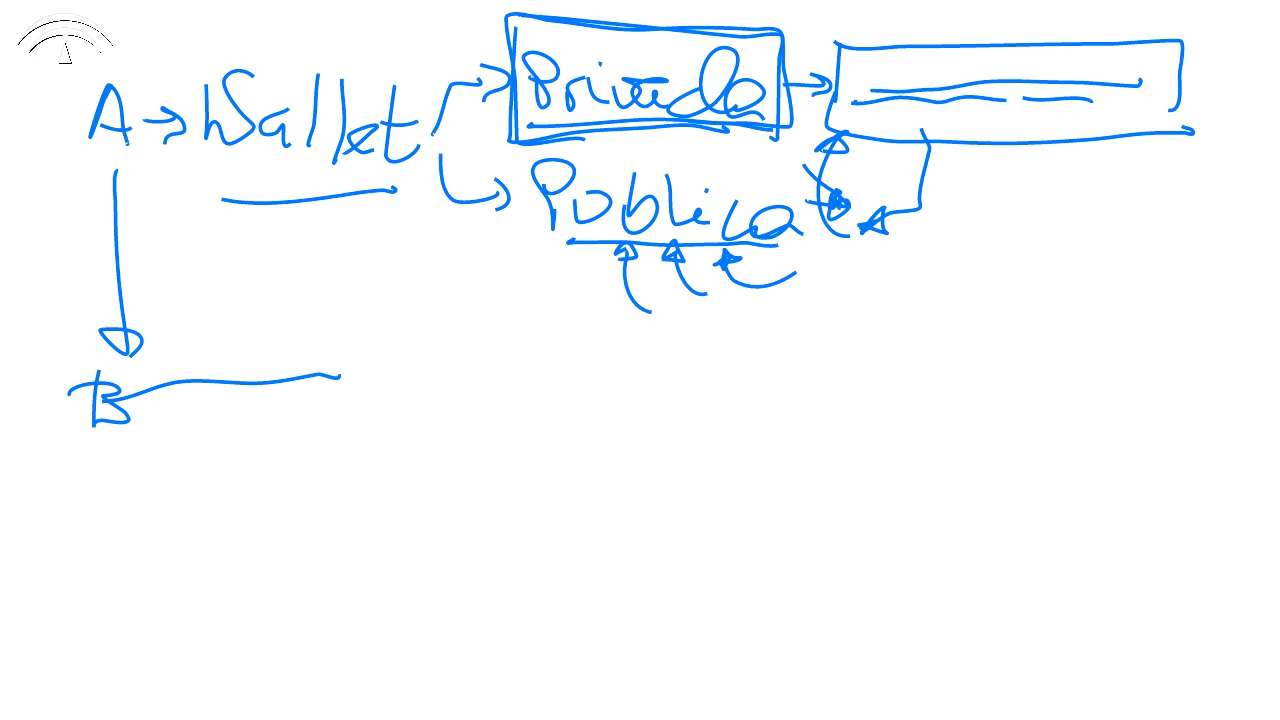 A → Wallet → Privada →
→ Publica
B